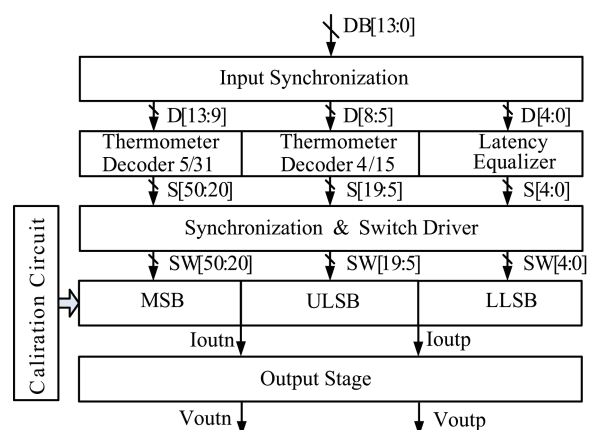 DB[13:0]
Input Synchronization
D[13:9] D[8:5] D[4:0]
Thermometer Decoder 5/31
Thermometer Decoder 4/15
Latency Equalizer
S[50:20] S[19:5] S[4:0]
Synchronization & Switch Driver
SW[50:20] SW[19:5] SW[4:0]
Caliration Circuit
MSB ULSB LLSB
Ioutn Ioutp
Output Stage
Voutn Voutp